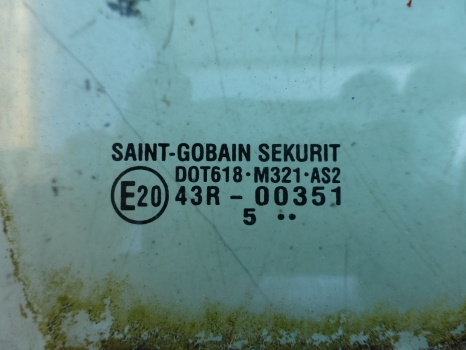 SAINT-GOBAIN SEKURIT
DOT618·M321·AS2
E20 43R - 00351
5 ··